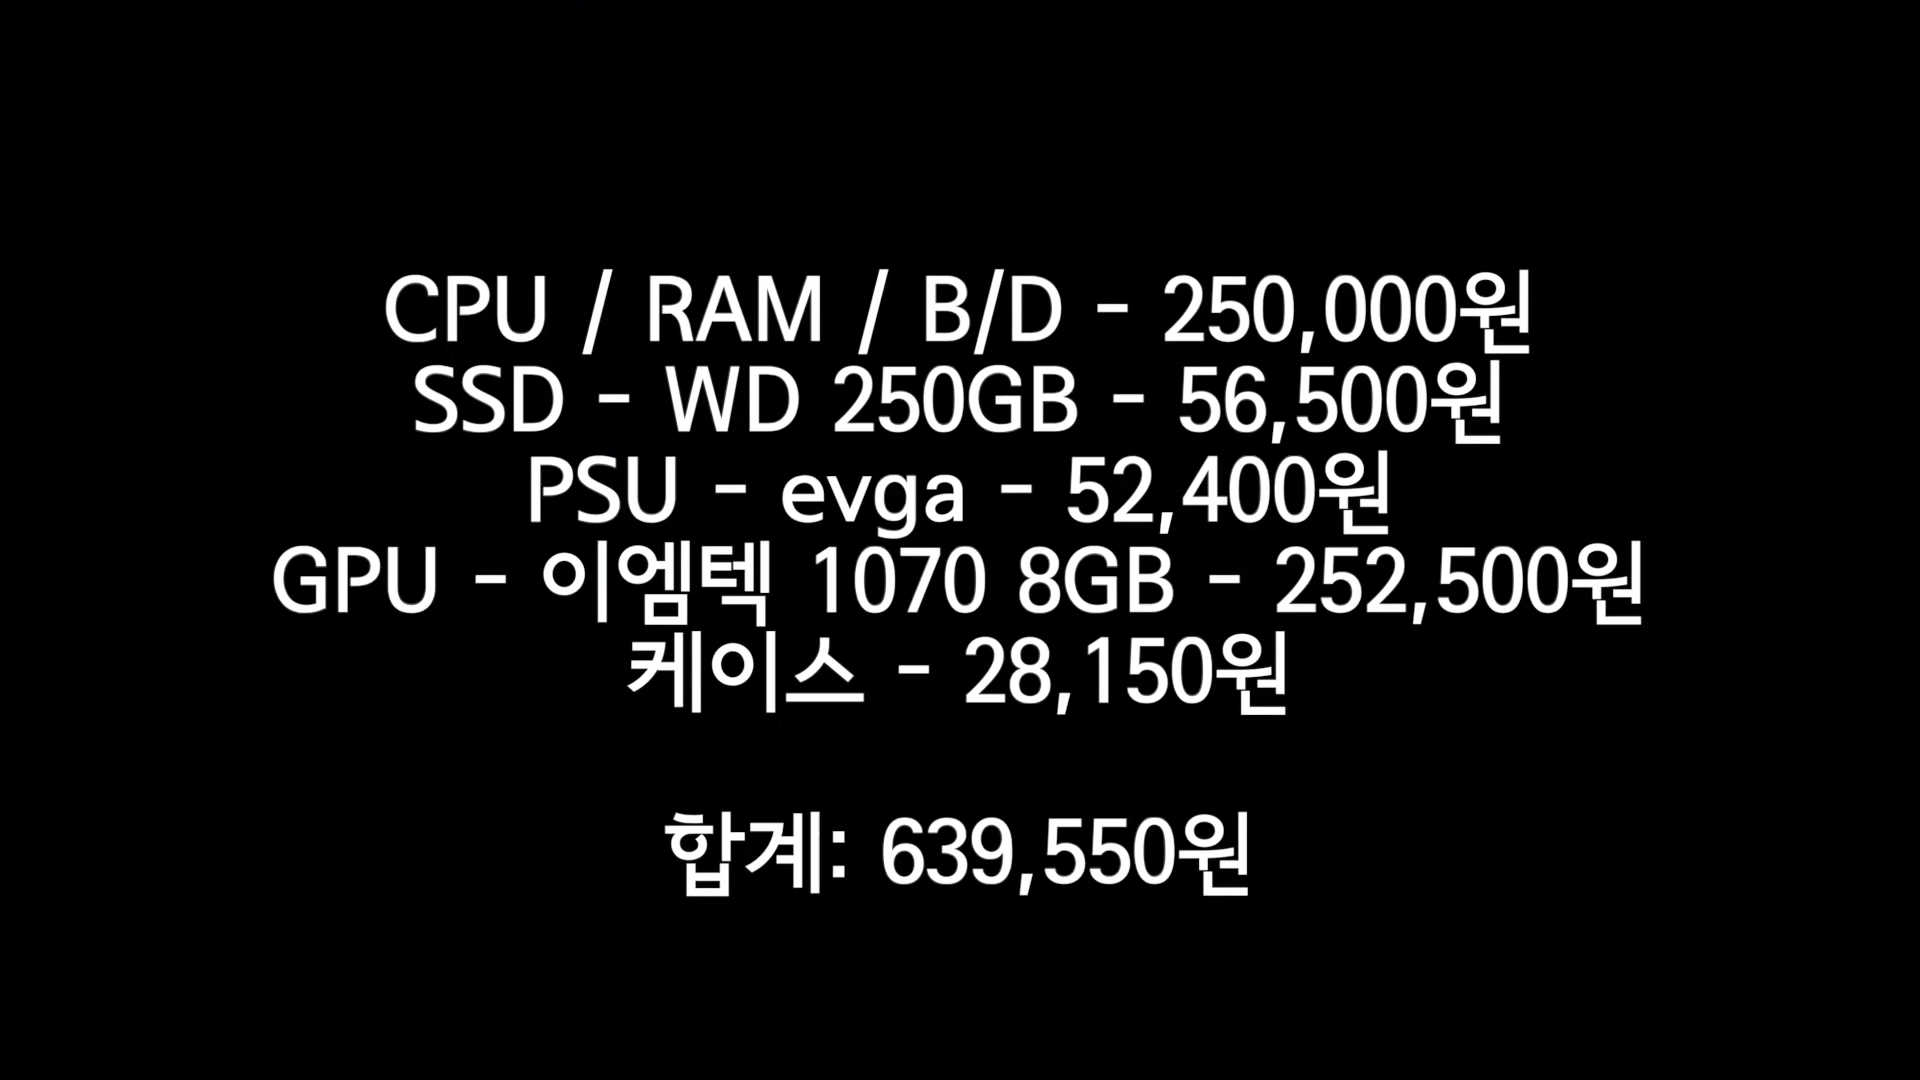 CPU / RAM / B/D - 250,000원
SSD - WD 250GB - 56,500원
PSU - evga - 52,400원
GPU - 이엠텍 1070 8GB - 252,500원
케이스 - 28,150원
합계: 639,550원